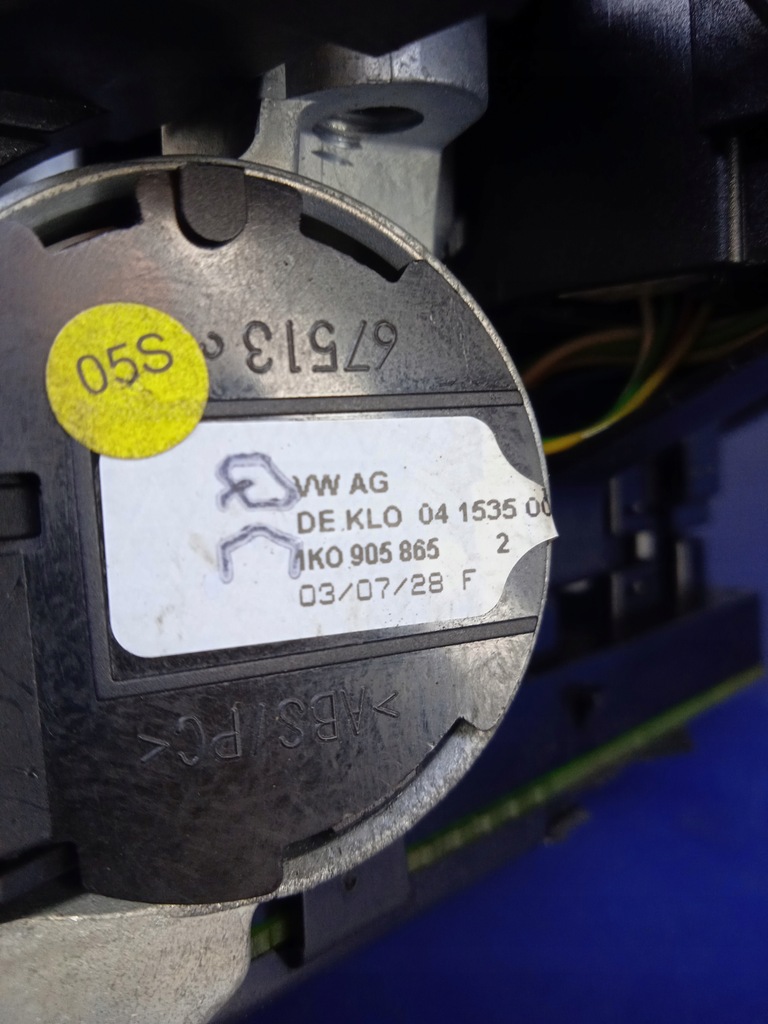 67513
05S
VW AG
DE.KLO 04 1535 00
1K0 905 865 2
03/07/28 F
>ABS/PC<